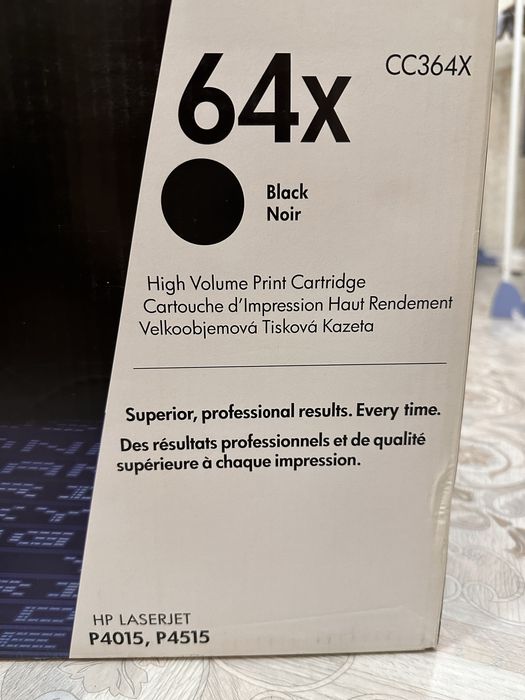 64x
CC364X
Black
Noir
High Volume Print Cartridge
Cartouche d'Impression Haut Rendement
Velkoobjemová Tisková Kazeta
Superior, professional results. Every time.
Des résultats professionnels et de qualité
supérieure à chaque impression.
HP LASERJET
P4015, P4515